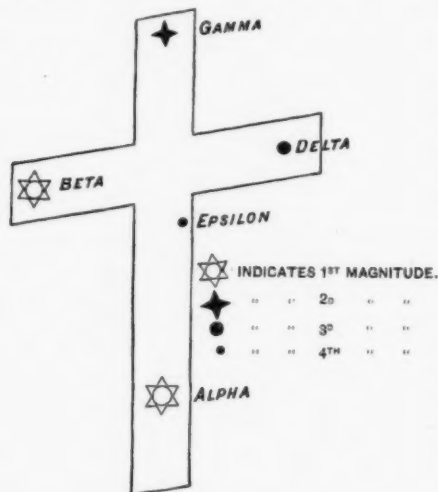 GAMMA
DELTA
BETA
EPSILON
INDICATES 1ST MAGNITUDE.
" " 2D " "
" " 3D " "
" " 4TH " "
ALPHA